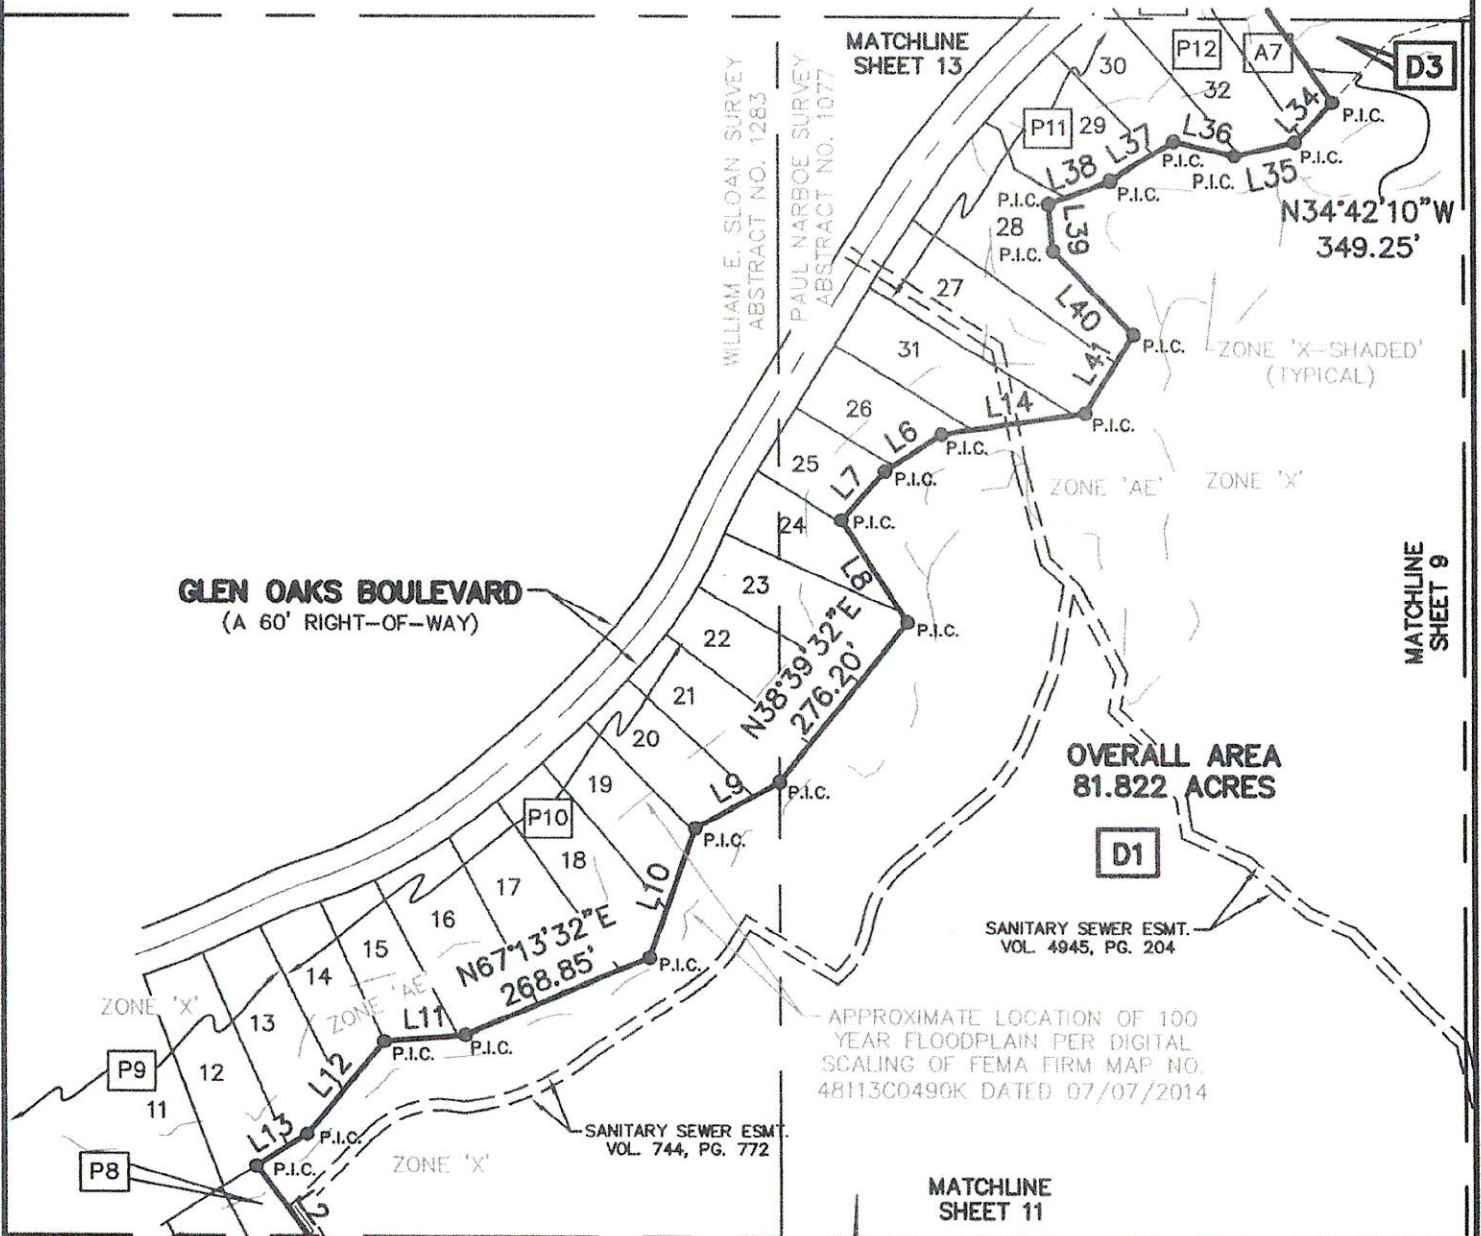 MATCHLINE
SHEET 13
WILLIAM E. SLOAN SURVEY
ABSTRACT NO. 1283
PAUL NARBOE SURVEY
ABSTRACT NO. 1077
P12
A7
D3
30
32
L34
P.I.C.
P11
29
L37
L36
P.I.C.
P.I.C.
P.I.C.
L35
L38
P.I.C.
N34°42'10"W
349.25'
28
L39
P.I.C.
27
L40
P.I.C.
ZONE 'X-SHADED'
(TYPICAL)
31
L41
L14
P.I.C.
26
L6
P.I.C.
25
L7
P.I.C.
ZONE 'AE'
ZONE 'X'
24
P.I.C.
L8
MATCHLINE
SHEET 9
GLEN OAKS BOULEVARD
(A 60' RIGHT-OF-WAY)
23
P.I.C.
22
N38°39'32"E
276.20'
21
20
OVERALL AREA
81.822 ACRES
19
L9
P.I.C.
P10
P.I.C.
D1
18
L10
17
16
SANITARY SEWER ESMT.
VOL. 4945, PG. 204
15
N67°13'32"E
268.85'
P.I.C.
14
ZONE 'X'
ZONE 'AE'
13
L11
P.I.C.
P.I.C.
APPROXIMATE LOCATION OF 100
YEAR FLOODPLAIN PER DIGITAL
SCALING OF FEMA FIRM MAP NO.
48113C0490K DATED 07/07/2014
P9
12
L12
11
L13
P.I.C.
SANITARY SEWER ESMT.
VOL. 744, PG. 772
P8
P.I.C.
ZONE 'X'
MATCHLINE
SHEET 11